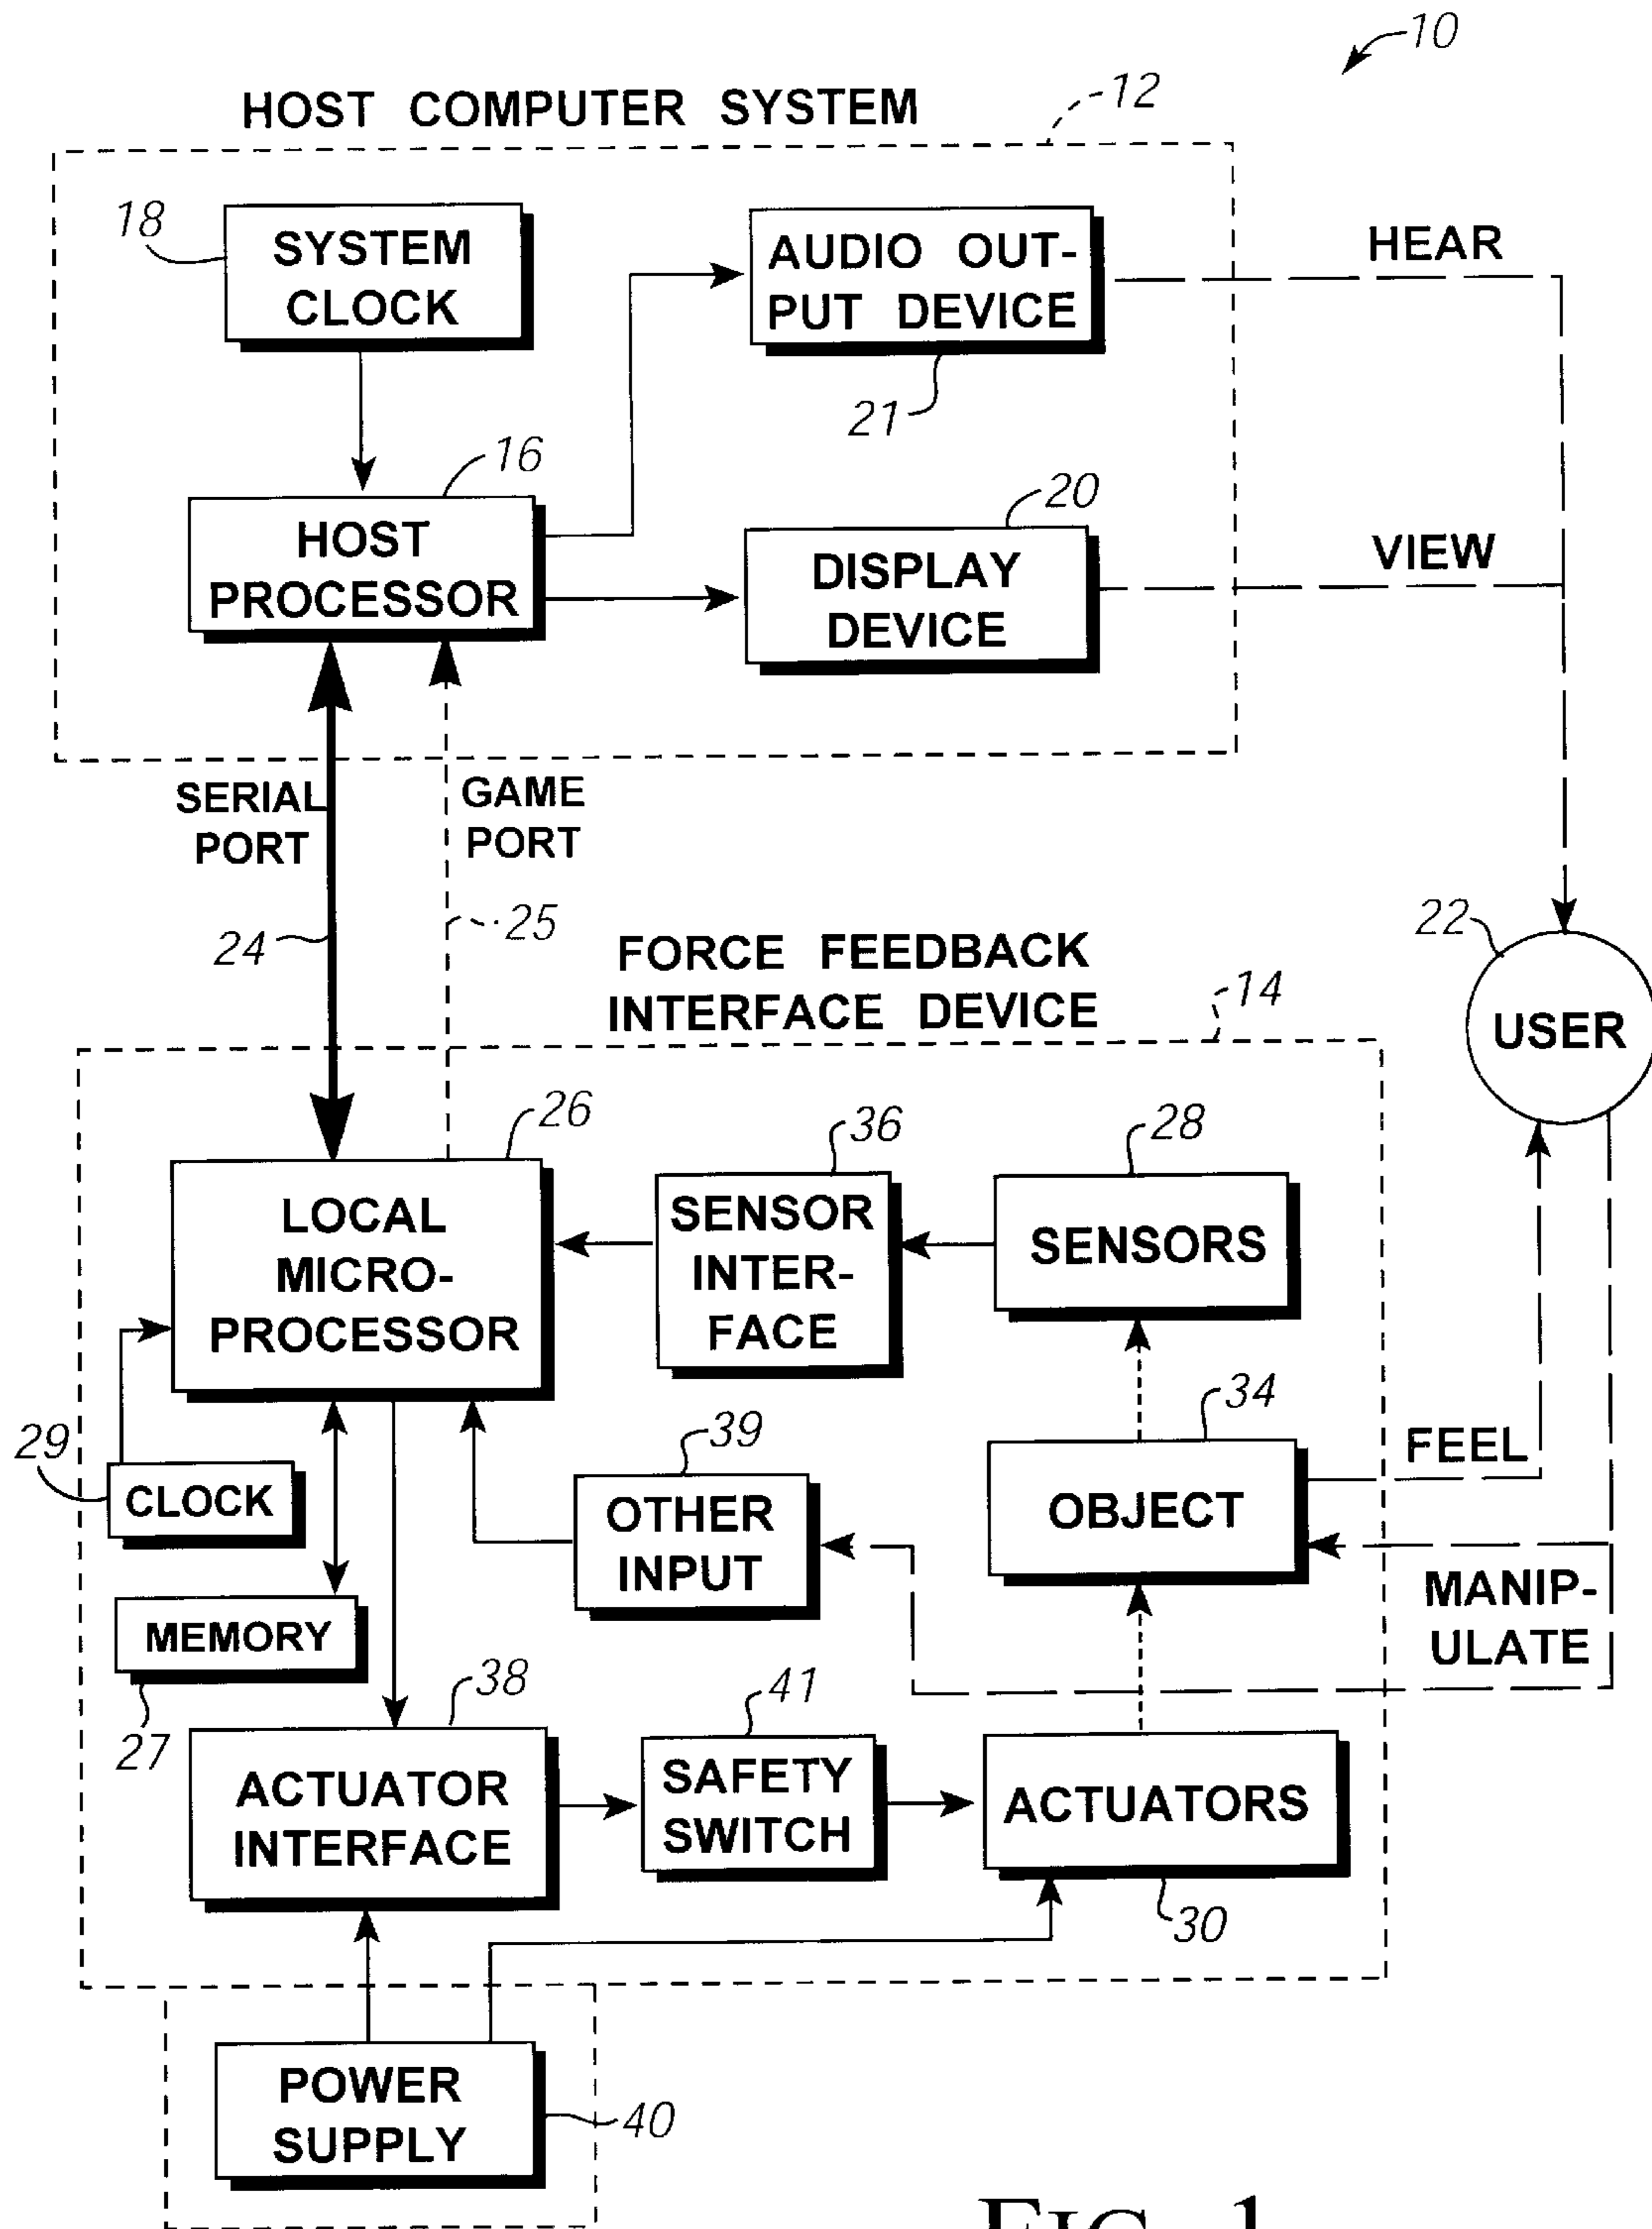 10
HOST COMPUTER SYSTEM
12
18
SYSTEM
CLOCK
AUDIO OUT-
PUT DEVICE
HEAR
21
16
HOST
PROCESSOR
20
DISPLAY
DEVICE
VIEW
SERIAL
PORT
GAME
PORT
24
25
22
USER
FORCE FEEDBACK
INTERFACE DEVICE
14
26
36
28
LOCAL
MICRO-
PROCESSOR
SENSOR
INTER-
FACE
SENSORS
34
29
CLOCK
39
OTHER
INPUT
OBJECT
FEEL
MANIP-
ULATE
MEMORY
27
38
41
ACTUATOR
INTERFACE
SAFETY
SWITCH
ACTUATORS
30
POWER
SUPPLY
40
FIG. 1